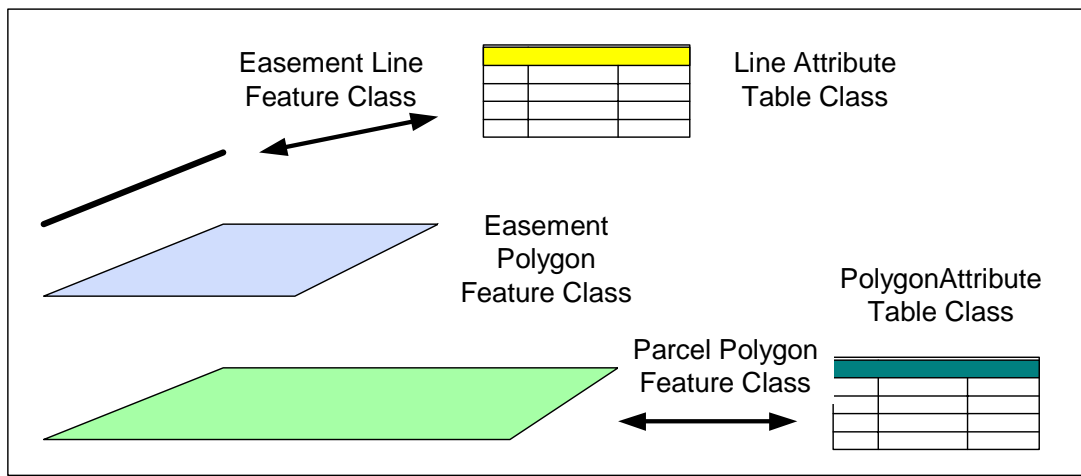 Easement Line
Feature Class
Line Attribute
Table Class
Easement
Polygon
Feature Class
PolygonAttribute
Table Class
Parcel Polygon
Feature Class